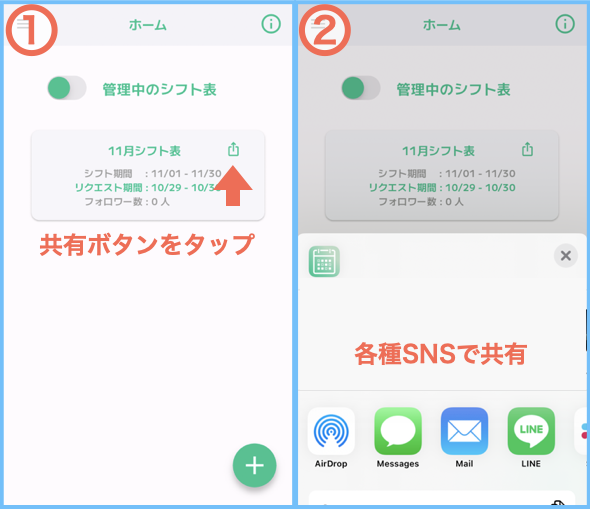 ①
ホーム
管理中のシフト表
11月シフト表
シフト期間 : 11/01 - 11/30
リクエスト期間 : 10/29 - 10/30
フォロワー数 : 0 人
共有ボタンをタップ
②
ホーム
管理中のシフト表
11月シフト表
シフト期間 : 11/01 - 11/30
リクエスト期間 : 10/29 - 10/30
フォロワー数 : 0 人
各種SNSで共有
LINE
AirDrop
Messages
Mail
LINE